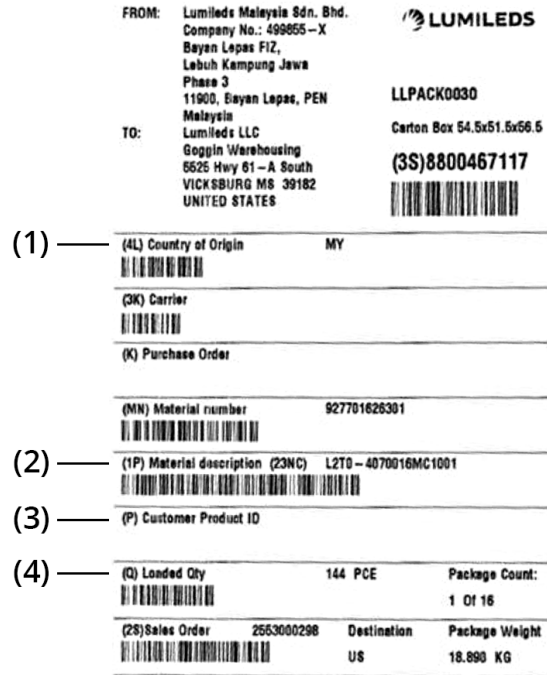 FROM: Lumileds Malaysia Sdn. Bhd.
Company No.: 499855-X
Bayan Lepas FIZ,
Lebuh Kampung Jawa
Phase 3
11900, Bayan Lepas, PEN
Malaysia
TO: Lumileds LLC
Goggin Warehousing
5525 Hwy 61-A South
VICKSBURG MS 39182
UNITED STATES
LUMILEDS
LLPACK0030
Carton Box 54.5x51.5x56.5
(3S)8800467117
(1) (4L) Country of Origin MY
(3K) Carrier
(K) Purchase Order
(MN) Material number 927701626301
(2) (1P) Material description (23NC) L2T0-4070016MC1001
(3) (P) Customer Product ID
(4) (Q) Loaded Qty 144 PCE Package Count:
1 Of 16
(2S)Sales Order 2553000298 Destination Package Weight
US 18.890 KG